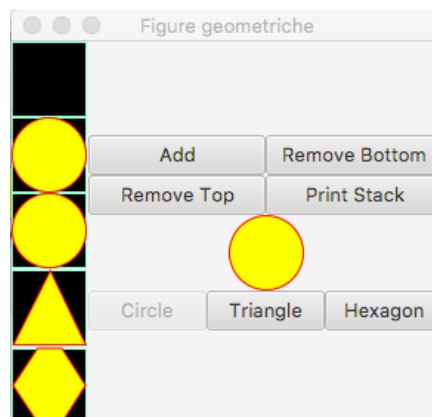 Figure geometriche
Add Remove Bottom
Remove Top Print Stack
Circle Triangle Hexagon